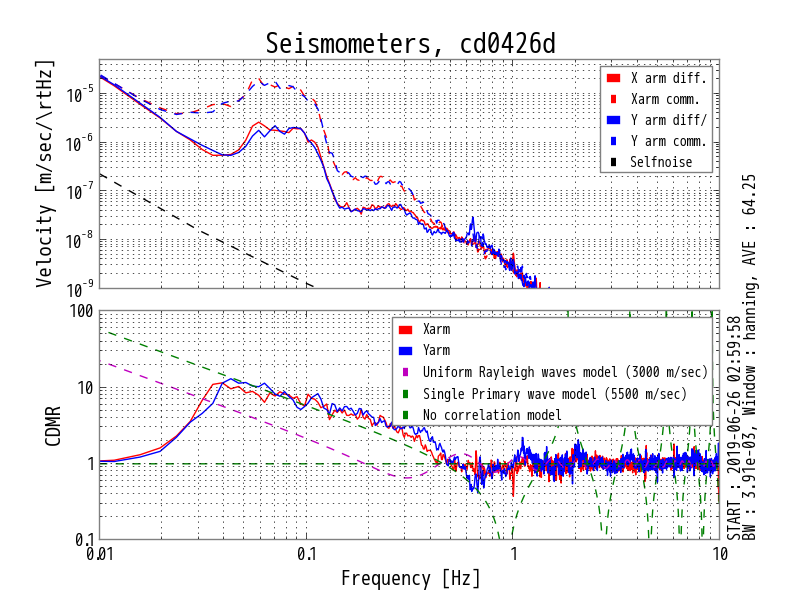 Seismometers, cd0426d
Velocity [m/sec/\rtHz]
10^-5
10^-6
10^-7
10^-8
10^-9
X arm diff.
Xarm comm.
Y arm diff/
Y arm comm.
Selfnoise
CDMR
100
10
1
0.1
Xarm
Yarm
Uniform Rayleigh waves model (3000 m/sec)
Single Primary wave model (5500 m/sec)
No correlation model
0.01
0.1
1
10
Frequency [Hz]
START : 2019-06-26 02:59:58
BW : 3.91e-03, Window : hanning, AVE : 64.25